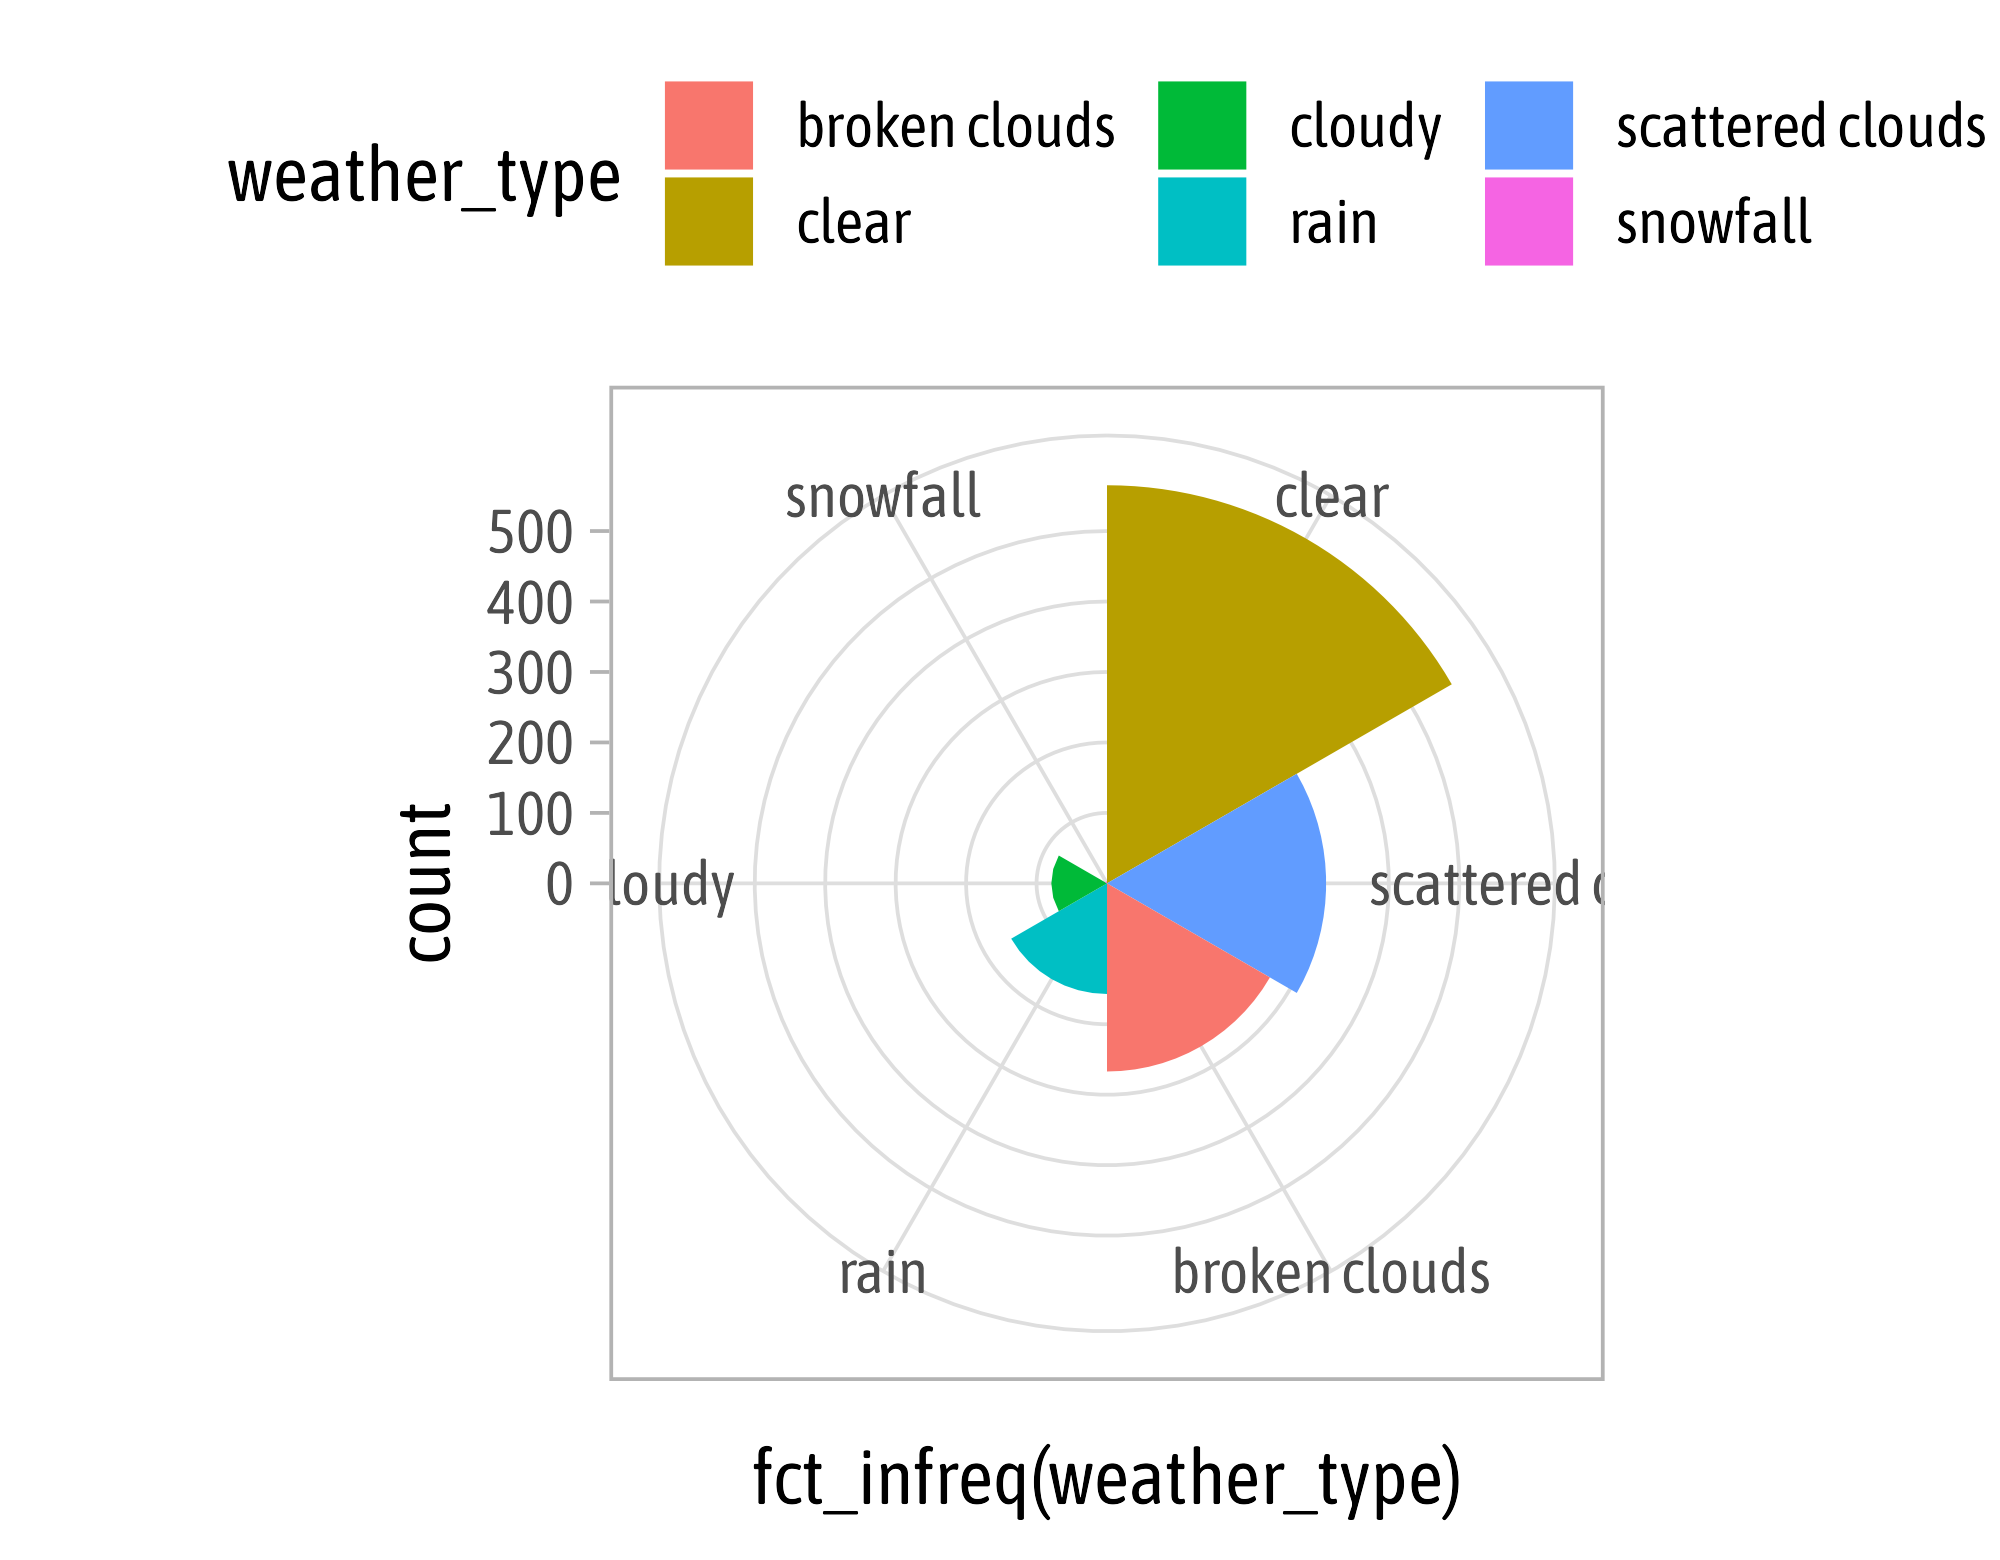 weather_type
broken clouds
clear
cloudy
rain
scattered clouds
snowfall
snowfall
clear
500
400
300
200
100
0
count
loudy
scattered
rain
broken clouds
fct_infreq(weather_type)